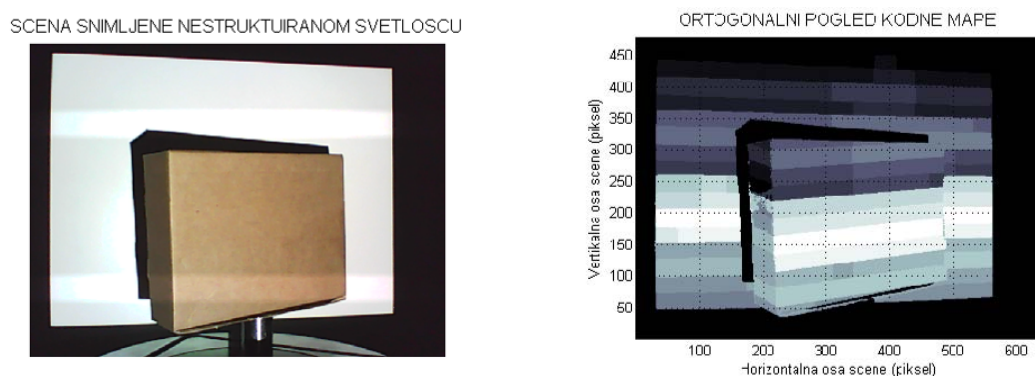 SCENA SNIMLJENE NESTRUKTUIRANOM SVETLOSCU
ORTOGONALNI POGLED KODNE MAPE
Vertikalna osa scene (piksel)
450
400
350
300
250
200
150
100
50
100 200 300 400 500 600
Horizontalna osa scene (piksel)